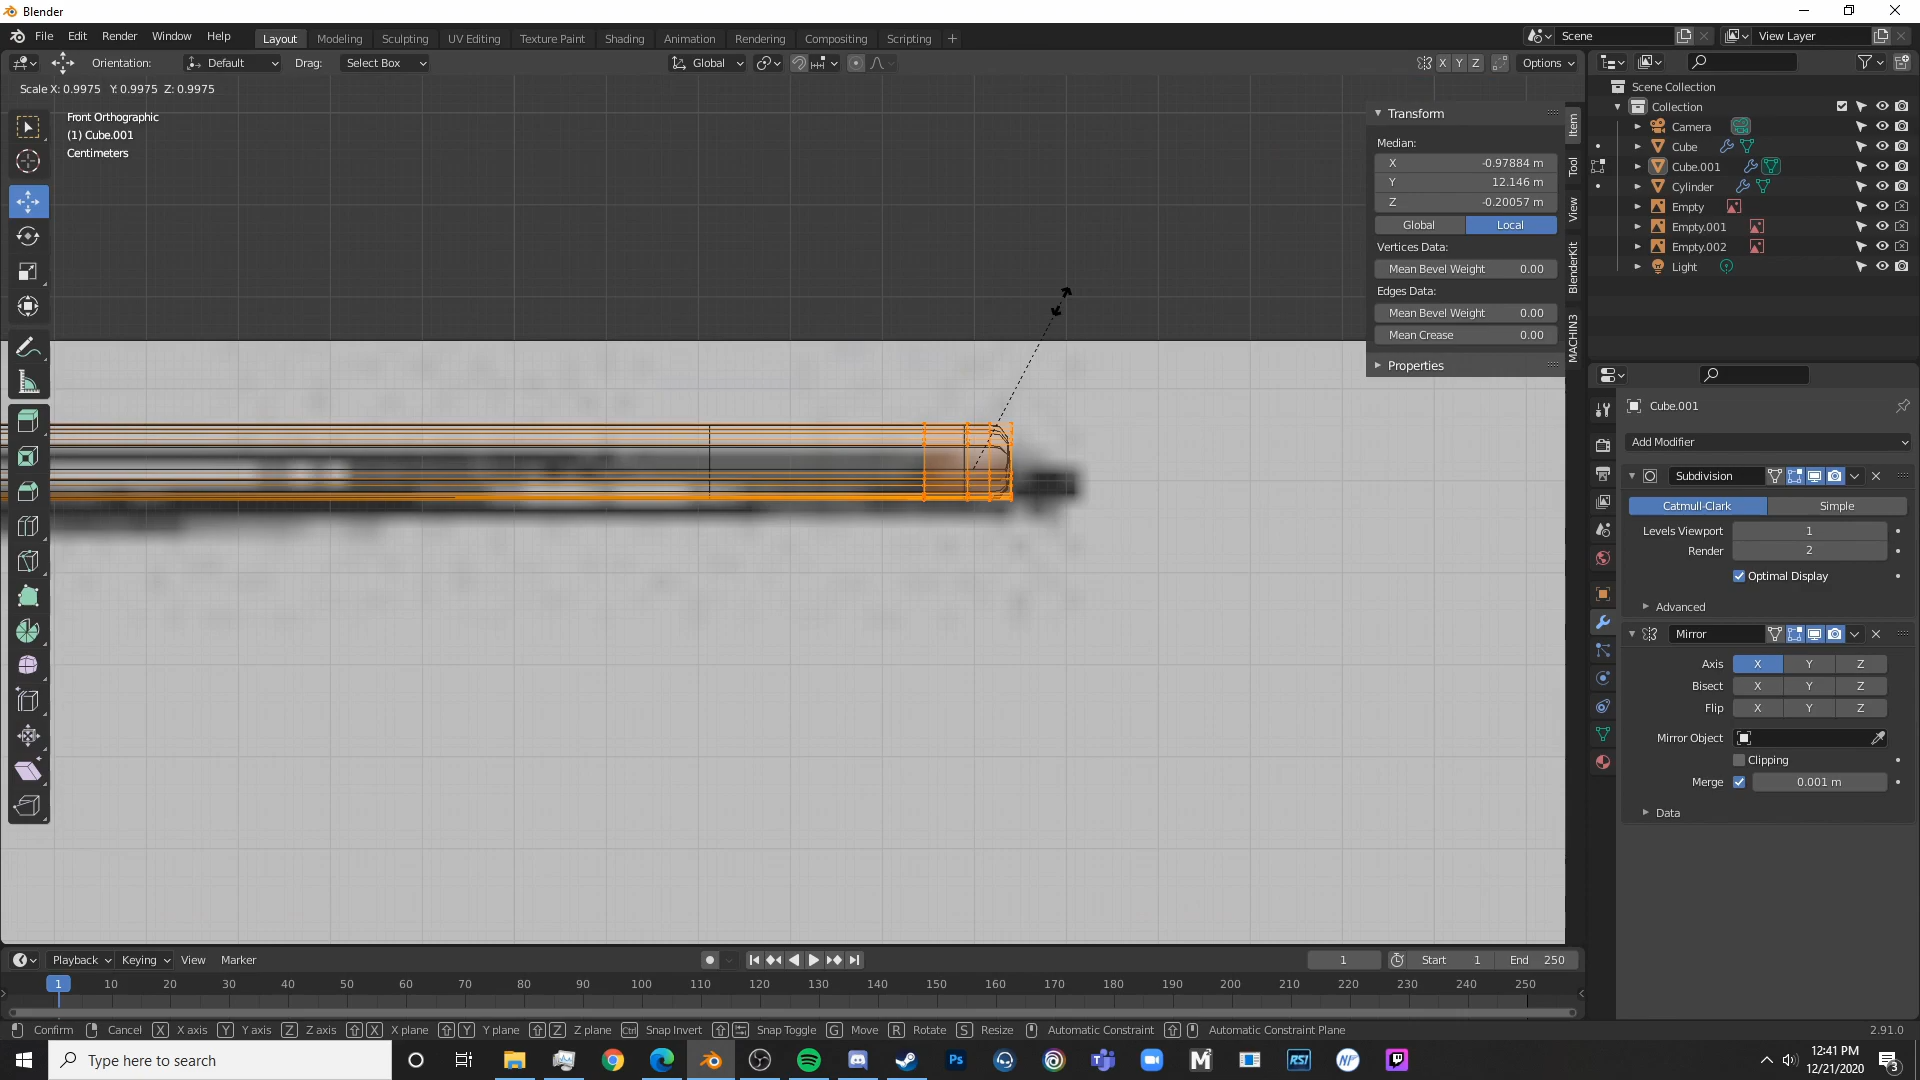 Blender
File Edit Render Window Help
Layout Modeling Sculpting UV Editing Texture Paint Shading Animation Rendering Compositing Scripting +
Scene
View Layer
Orientation: Default Drag: Select Box
Global
X Y Z Options
Scale X: 0.9975 Y: 0.9975 Z: 0.9975
Front Orthographic
(1) Cube.001
Centimeters
Transform
Median:
X -0.97884 m
Y 12.146 m
Z -0.20057 m
Global Local
Vertices Data:
Mean Bevel Weight 0.00
Edges Data:
Mean Bevel Weight 0.00
Mean Crease 0.00
Properties
Item
Tool
View
BlenderKit
MACHIN3
Scene Collection
Collection
Camera
Cube
Cube.001
Cylinder
Empty
Empty.001
Empty.002
Light
Cube.001
Add Modifier
Subdivision
Catmull-Clark Simple
Levels Viewport 1
Render 2
Optimal Display
Advanced
Mirror
Axis X Y Z
Bisect X Y Z
Flip X Y Z
Mirror Object
Clipping
Merge 0.001 m
Data
Playback Keying View Marker
1 Start 1 End 250
1 10 20 30 40 50 60 70 80 90 100 110 120 130 140 150 160 170 180 190 200 210 220 230 240 250
Confirm Cancel X X axis Y Y axis Z Z axis X X plane Y Y plane Z Z plane Ctrl Snap Invert Snap Toggle G Move R Rotate S Resize Automatic Constraint Automatic Constraint Plane 2.91.0
Type here to search
Ps
M
RSI
NP
12:41 PM
12/21/2020
3